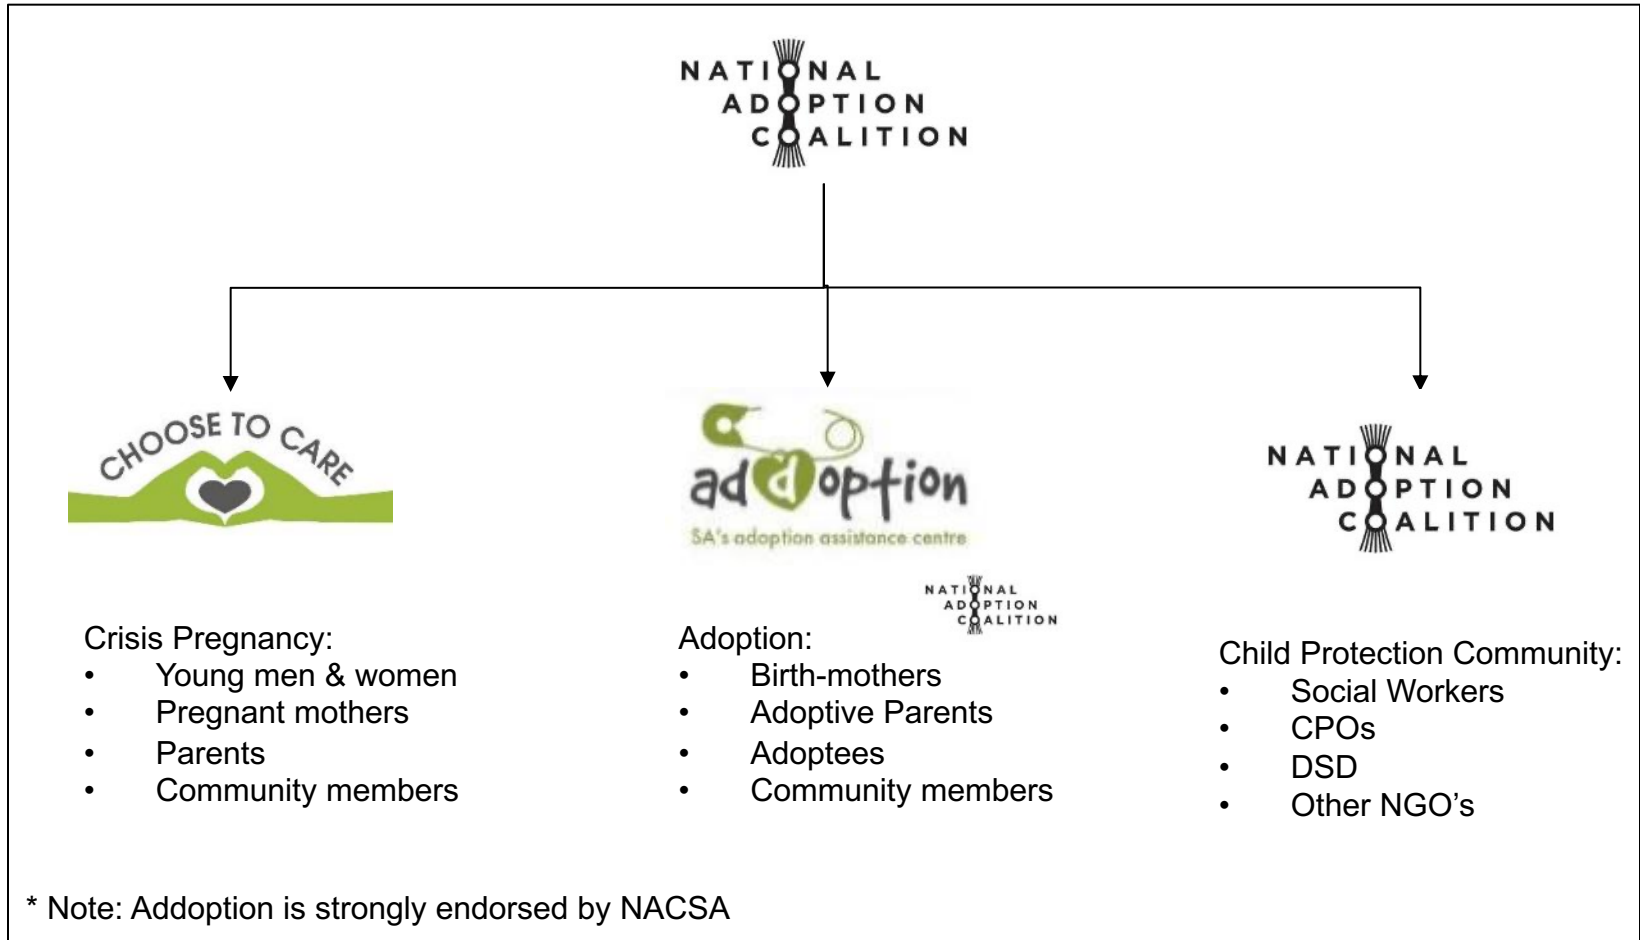 NATIONAL
ADOPTION
COALITION
CHOOSE TO CARE
addoption
SA's adoption assistance centre
NATIONAL
ADOPTION
COALITION
Crisis Pregnancy:
• Young men & women
• Pregnant mothers
• Parents
• Community members
NATIONAL
ADOPTION
COALITION
Adoption:
• Birth-mothers
• Adoptive Parents
• Adoptees
• Community members
Child Protection Community:
• Social Workers
• CPOs
• DSD
• Other NGO’s
* Note: Addoption is strongly endorsed by NACSA